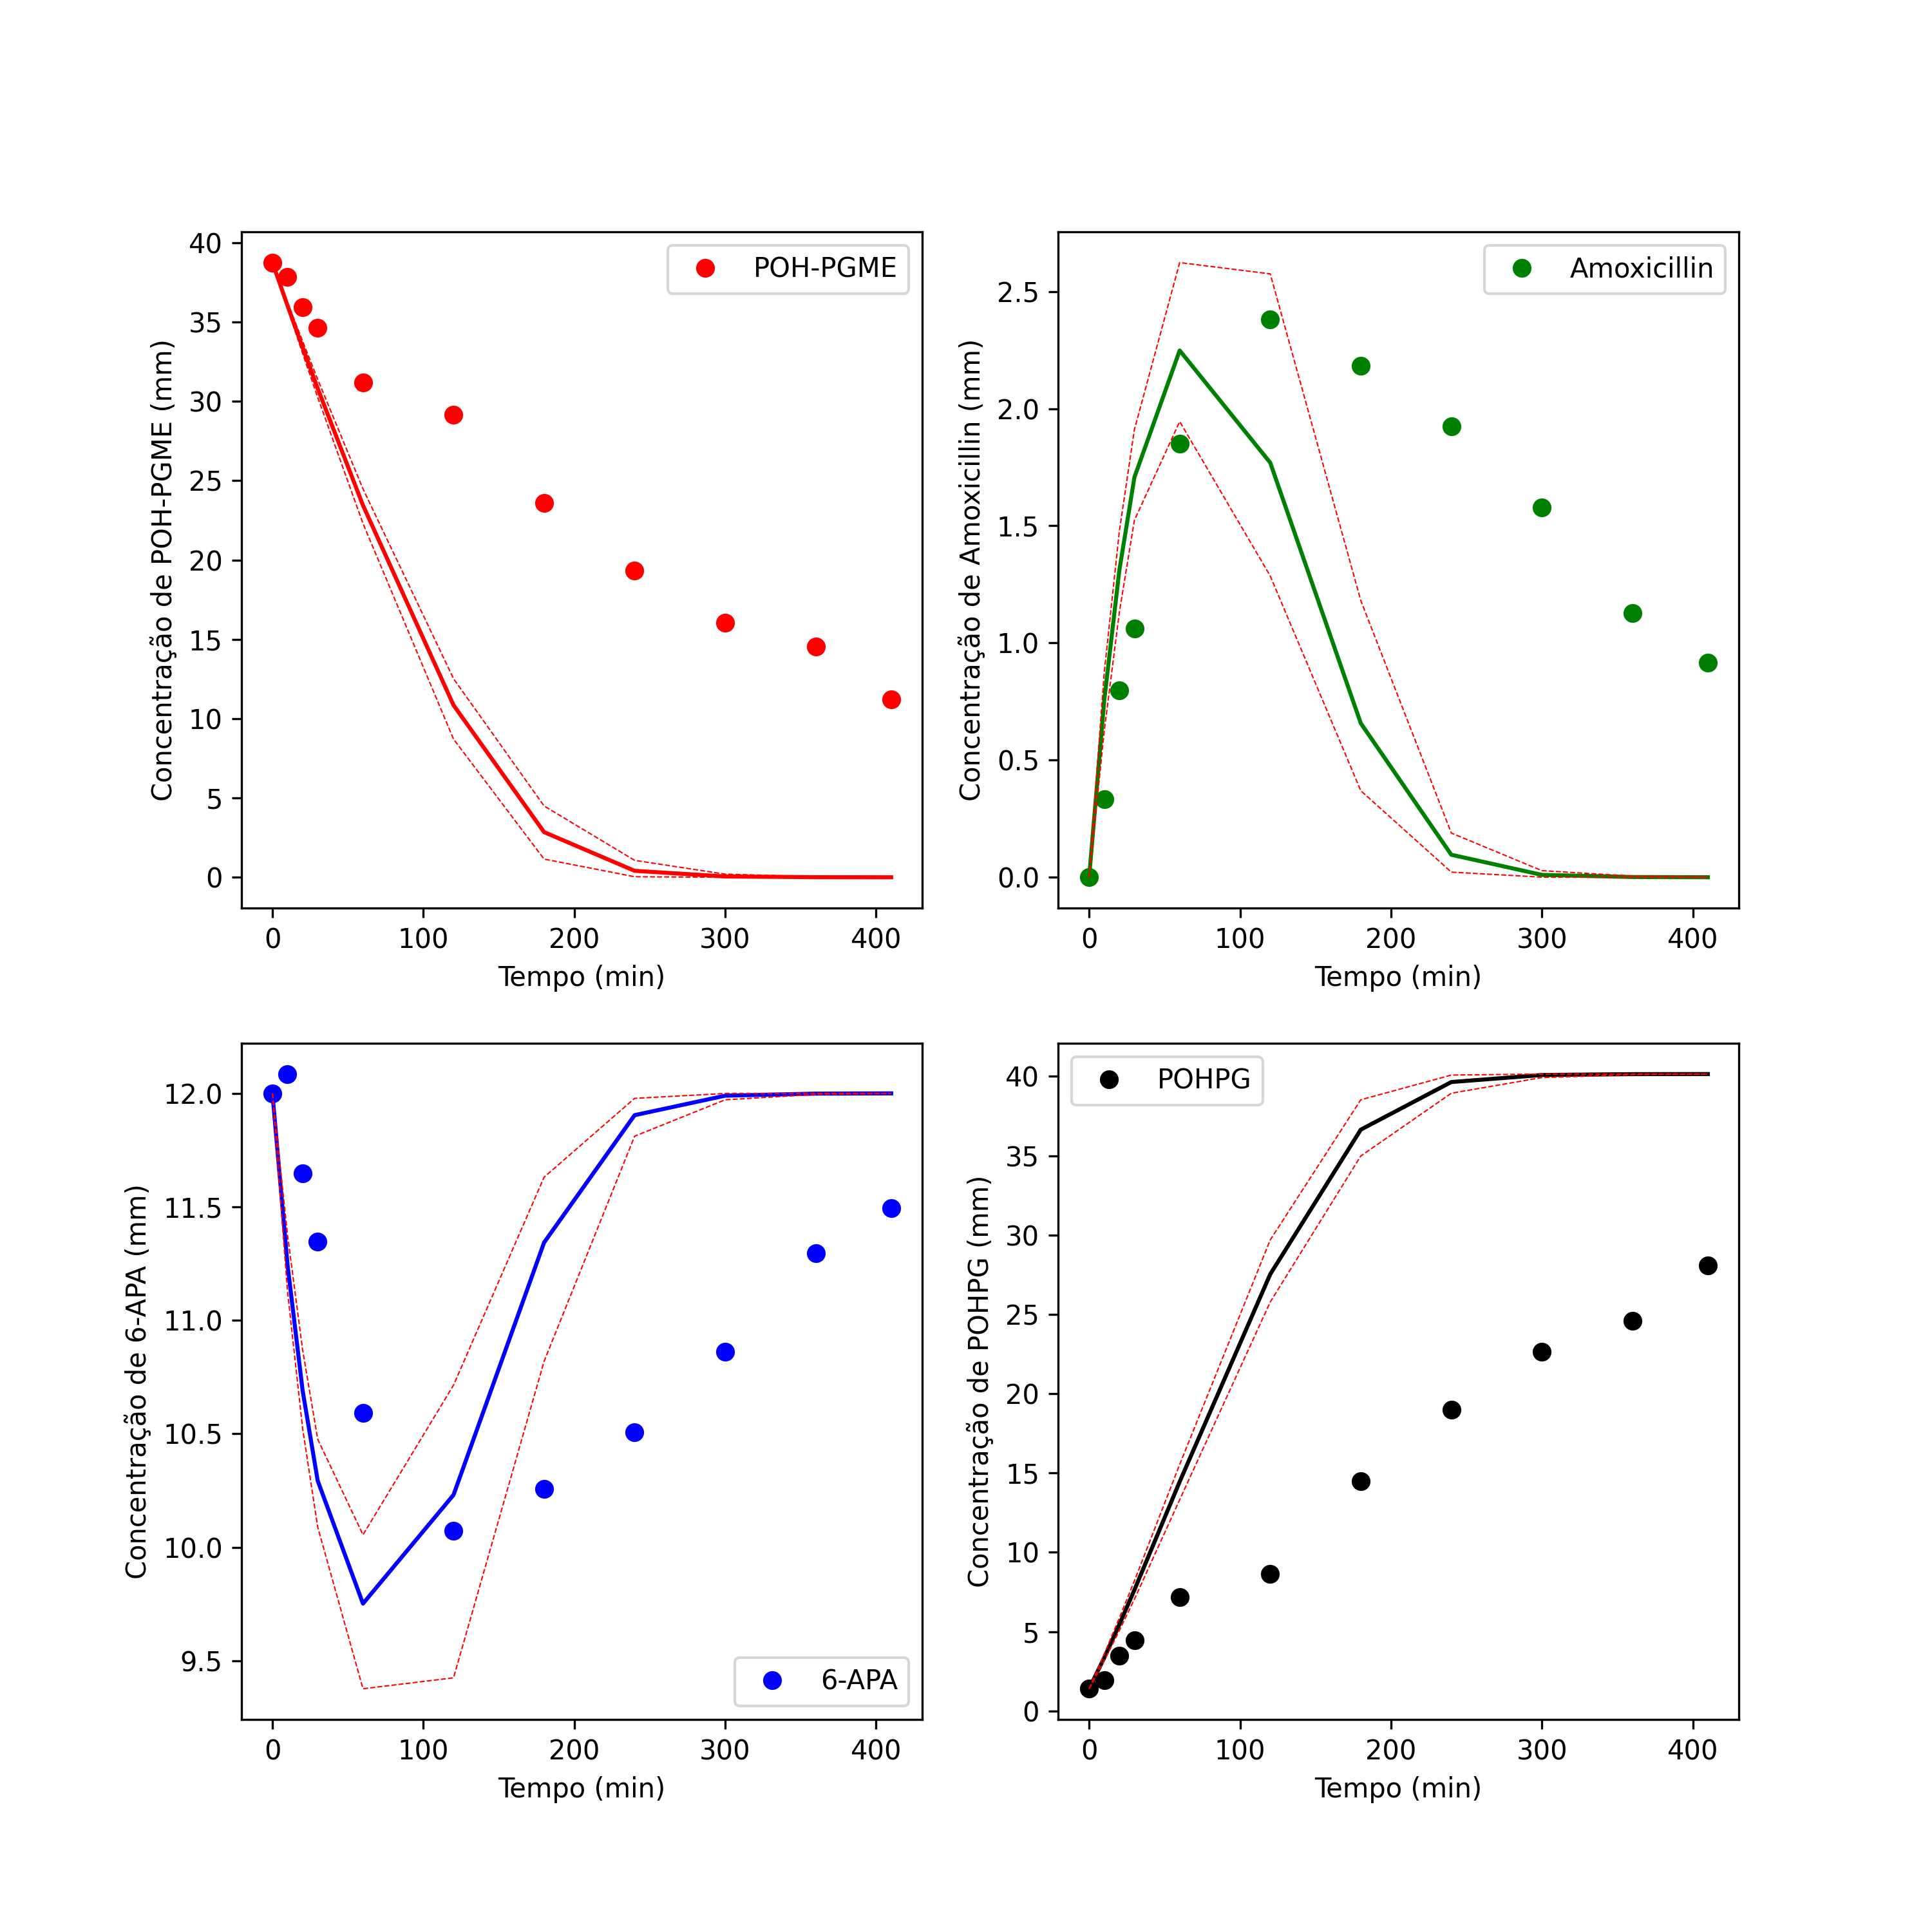 40
35
30
25
20
15
10
5
0
Concentração de POH-PGME (mm)
POH-PGME
0 100 200 300 400
Tempo (min)
2.5
2.0
1.5
1.0
0.5
0.0
Concentração de Amoxicillin (mm)
Amoxicillin
0 100 200 300 400
Tempo (min)
12.0
11.5
11.0
10.5
10.0
9.5
Concentração de 6-APA (mm)
6-APA
0 100 200 300 400
Tempo (min)
40
35
30
25
20
15
10
5
0
Concentração de POHPG (mm)
POHPG
0 100 200 300 400
Tempo (min)